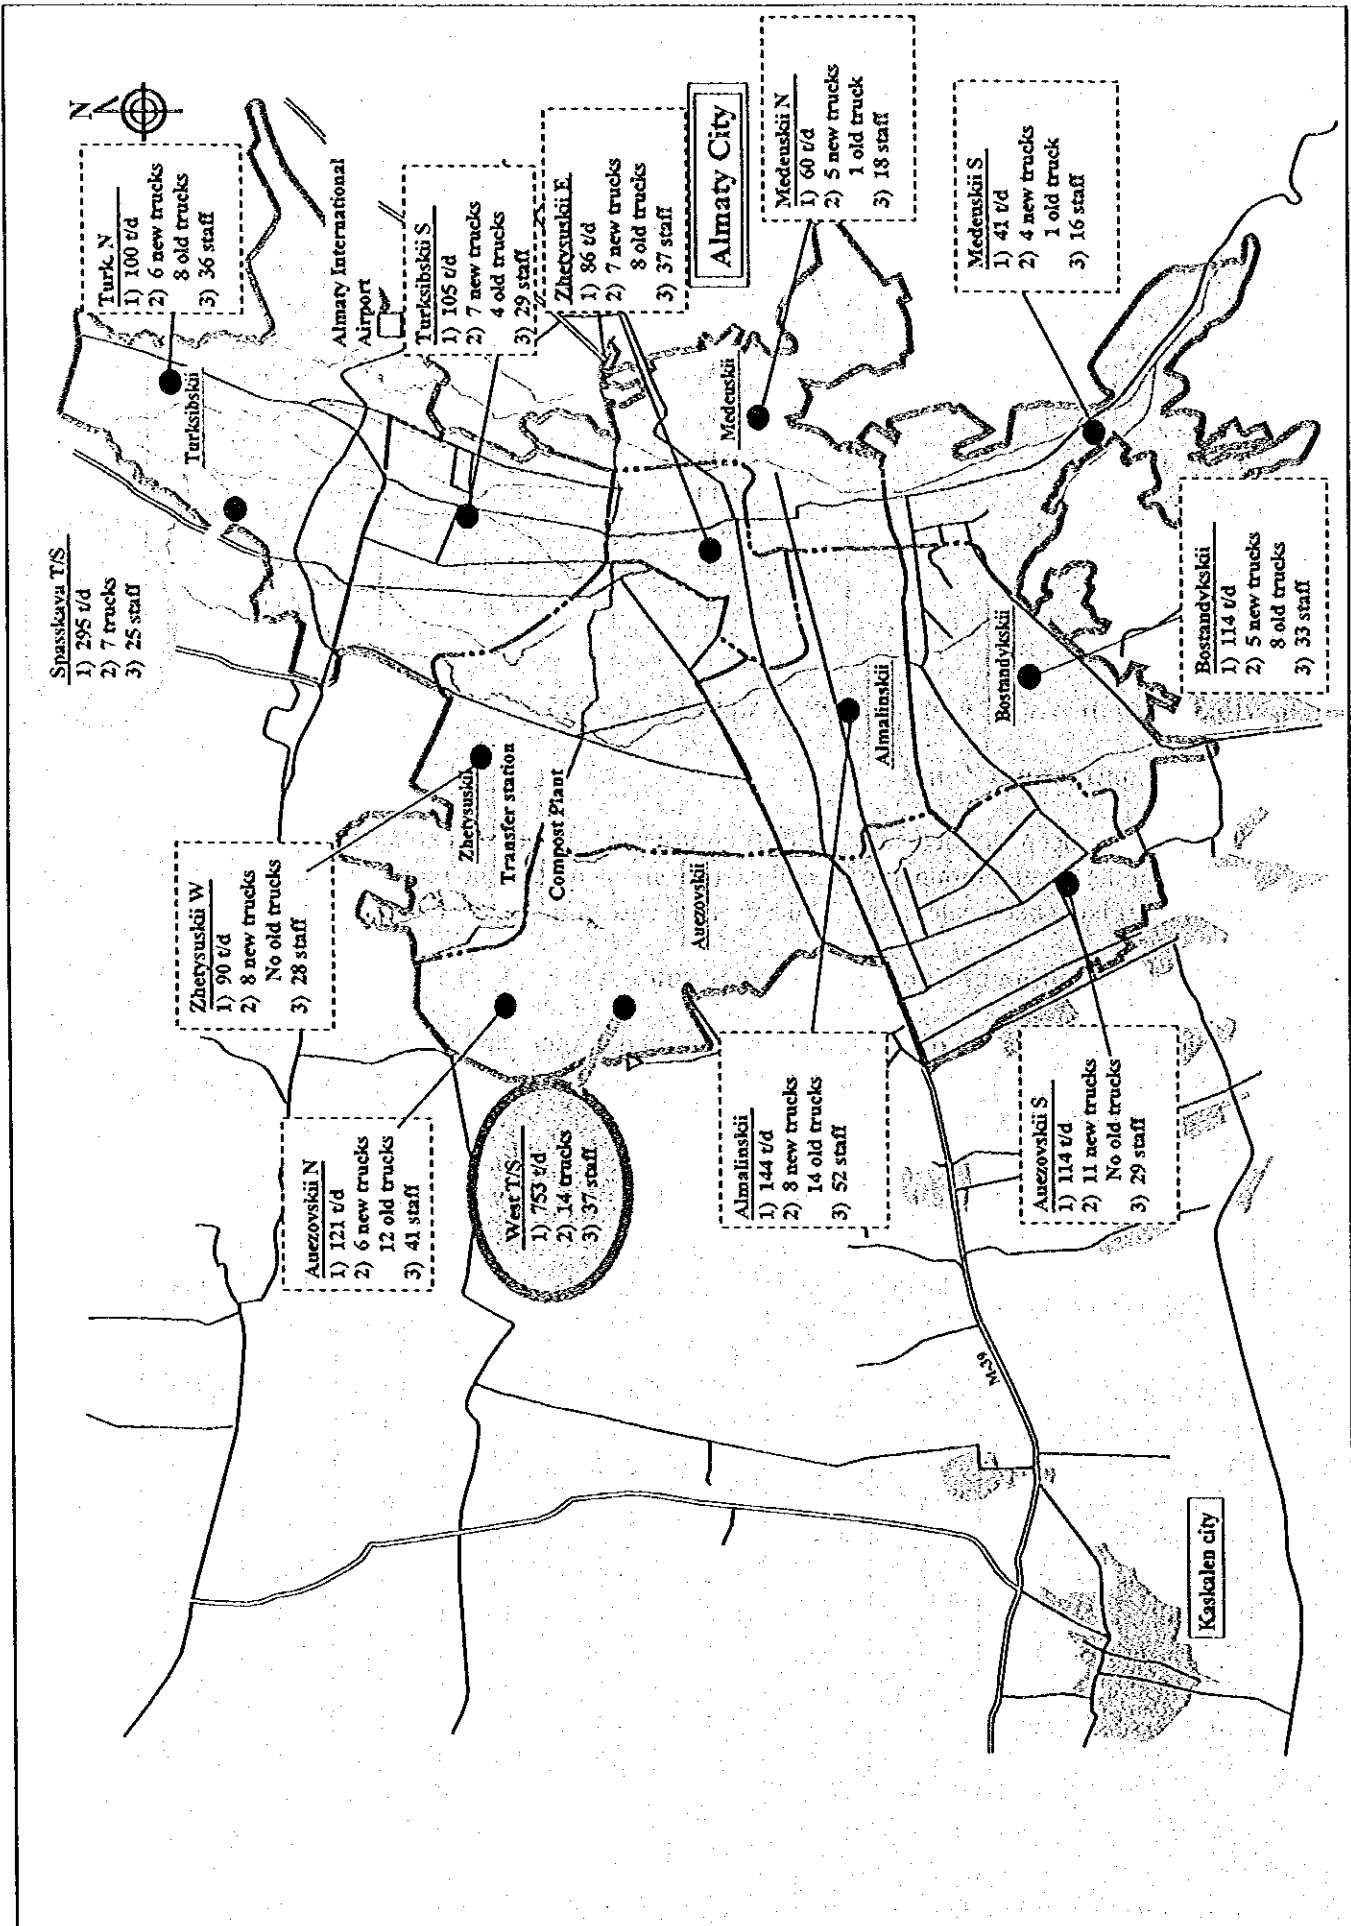 N
Turk. N
1) 100 t/d
2) 6 new trucks
8 old trucks
3) 36 staff
Spasskaya T/S
1) 295 t/d
2) 7 trucks
3) 25 staff
Turksibskii
Almaty International
Airport
Turksibskii S
1) 105 t/d
2) 7 new trucks
4 old trucks
3) 29 staff
Zhetysuskii E
1) 86 t/d
2) 7 new trucks
8 old trucks
3) 37 staff
Almaty City
Medeuskii N
1) 60 t/d
2) 5 new trucks
1 old truck
3) 18 staff
Medeuskii
Medeuskii S
1) 41 t/d
2) 4 new trucks
1 old truck
3) 16 staff
Zhetysuskii W
1) 90 t/d
2) 8 new trucks
No old trucks
3) 28 staff
Zhetysuskii
Transfer station
Compost Plant
Auezovskii
Almalinskii
Bostandykskii
Bostandykskii
1) 114 t/d
2) 5 new trucks
8 old trucks
3) 33 staff
Auezovskii N
1) 121 t/d
2) 6 new trucks
12 old trucks
3) 41 staff
West T/S
1) 753 t/d
2) 14 trucks
3) 37 staff
Almalinskii
1) 144 t/d
2) 8 new trucks
14 old trucks
3) 52 staff
Auezovskii S
1) 114 t/d
2) 11 new trucks
No old trucks
3) 29 staff
M-39
Kaskalen city